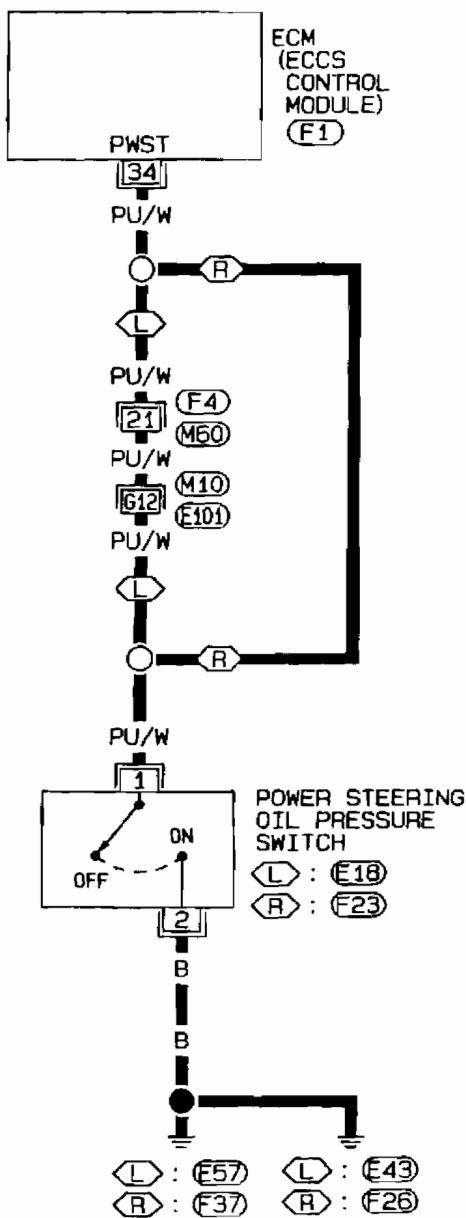 ECM
(ECCS
CONTROL
MODULE)
F1
PWST
34
PU/W
R
L
PU/W
21 F4
M60
PU/W
G12 M10
E101
PU/W
L
R
PU/W
1
POWER STEERING
OIL PRESSURE
SWITCH
ON
OFF
L : E18
R : F23
2
B
B
L : E57 L : E43
R : F37 R : F26